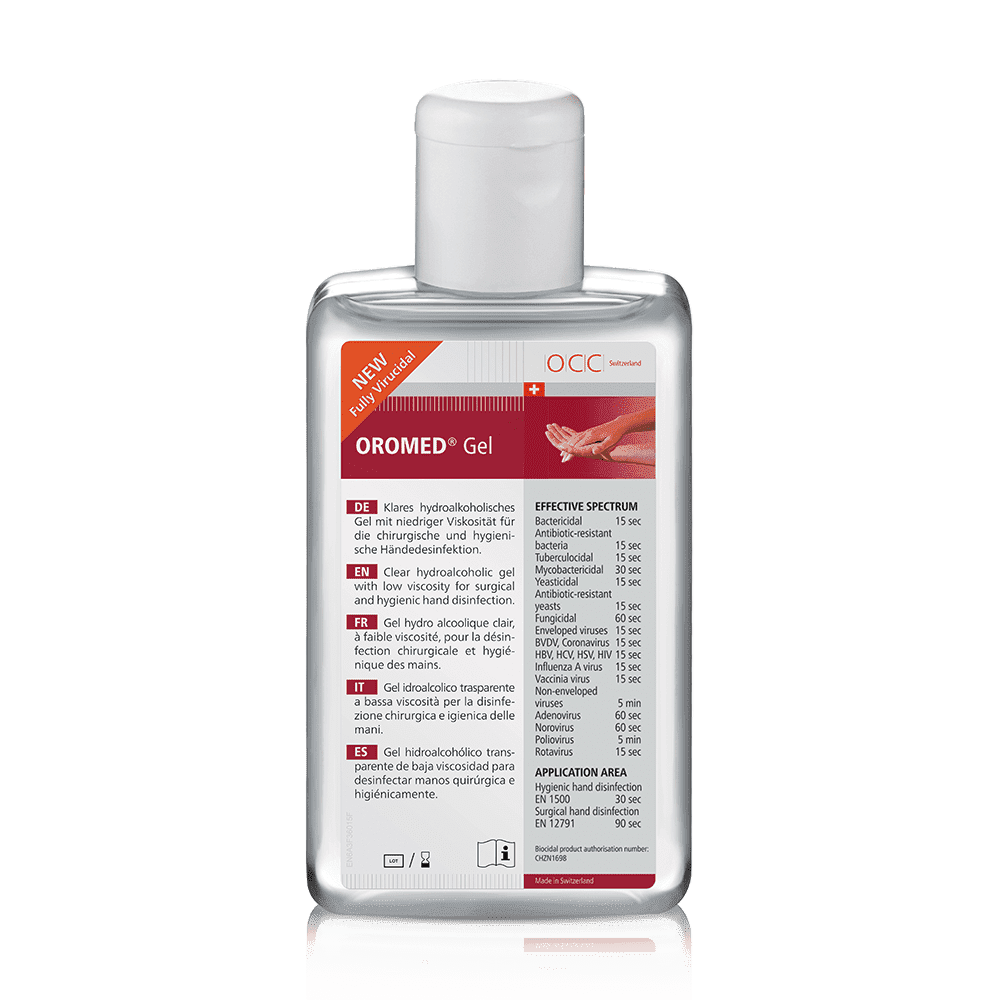 NEW
Fully Virucidal
|O|C|C| Switzerland
OROMED® Gel
DE Klares hydroalkoholisches
Gel mit niedriger Viskosität für
die chirurgische und hygieni-
sche Händedesinfektion.
EN Clear hydroalcoholic gel
with low viscosity for surgical
and hygienic hand disinfection.
FR Gel hydro alcoolique clair,
à faible viscosité, pour la désin-
fection chirurgicale et hygié-
nique des mains.
IT Gel idroalcolico trasparente
a bassa viscosità per la disinfe-
zione chirurgica e igienica delle
mani.
ES Gel hidroalcohólico trans-
parente de baja viscosidad para
desinfectar manos quirúrgica e
higiénicamente.
LOT /
i
EFFECTIVE SPECTRUM
Bactericidal 15 sec
Antibiotic-resistant
bacteria 15 sec
Tuberculocidal 15 sec
Mycobactericidal 30 sec
Yeasticidal 15 sec
Antibiotic-resistant
yeasts 15 sec
Fungicidal 60 sec
Enveloped viruses 15 sec
BVDV, Coronavirus 15 sec
HBV, HCV, HSV, HIV 15 sec
Influenza A virus 15 sec
Vaccinia virus 15 sec
Non-enveloped
viruses 5 min
Adenovirus 60 sec
Norovirus 60 sec
Poliovirus 5 min
Rotavirus 15 sec
APPLICATION AREA
Hygienic hand disinfection
EN 1500 30 sec
Surgical hand disinfection
EN 12791 90 sec
Biocidal product authorisation number:
CHZN1698
Made in Switzerland